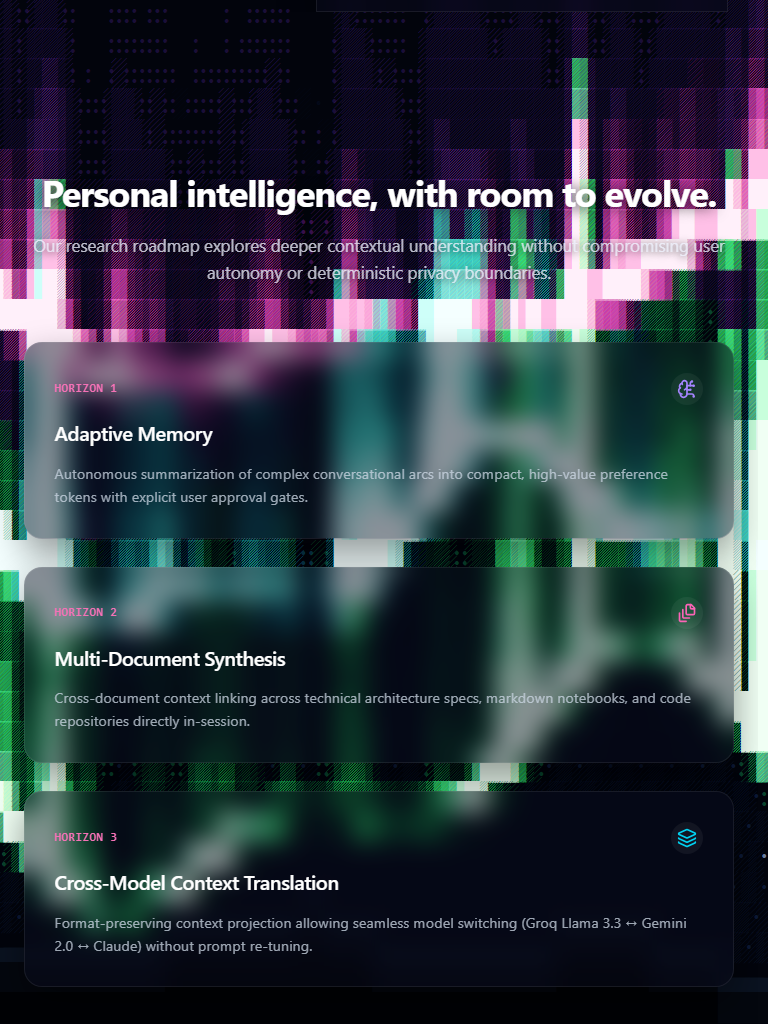 Personal intelligence, with room to evolve.
Our research roadmap explores deeper contextual understanding without compromising user
autonomy or deterministic privacy boundaries.
HORIZON 1
Adaptive Memory
Autonomous summarization of complex conversational arcs into compact, high-value preference
tokens with explicit user approval gates.
HORIZON 2
Multi-Document Synthesis
Cross-document context linking across technical architecture specs, markdown notebooks, and code
repositories directly in-session.
HORIZON 3
Cross-Model Context Translation
Format-preserving context projection allowing seamless model switching (Groq Llama 3.3 ↔ Gemini
2.0 ↔ Claude) without prompt re-tuning.